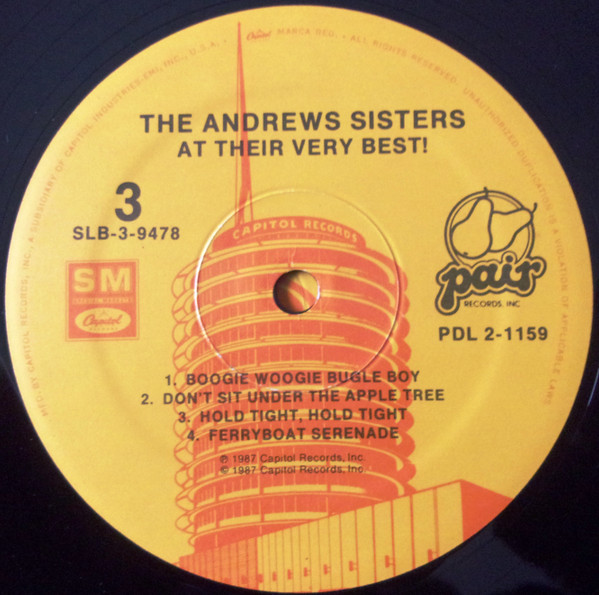 MFD. BY CAPITOL RECORDS, INC., A SUBSIDIARY OF CAPITOL INDUSTRIES-EMI, INC., U.S.A. • Capitol MARCA REG. • ALL RIGHTS RESERVED. UNAUTHORIZED DUPLICATION IS A VIOLATION OF APPLICABLE LAWS
THE ANDREWS SISTERS
AT THEIR VERY BEST!
3
SLB-3-9478
CAPITOL RECORDS
SM
Capitol
pair
RECORDS, INC
PDL 2-1159
1. BOOGIE WOOGIE BUGLE BOY
2. DON'T SIT UNDER THE APPLE TREE
3. HOLD TIGHT, HOLD TIGHT
4. FERRYBOAT SERENADE
℗ 1987 Capitol Records, Inc.
© 1987 Capitol Records, Inc.